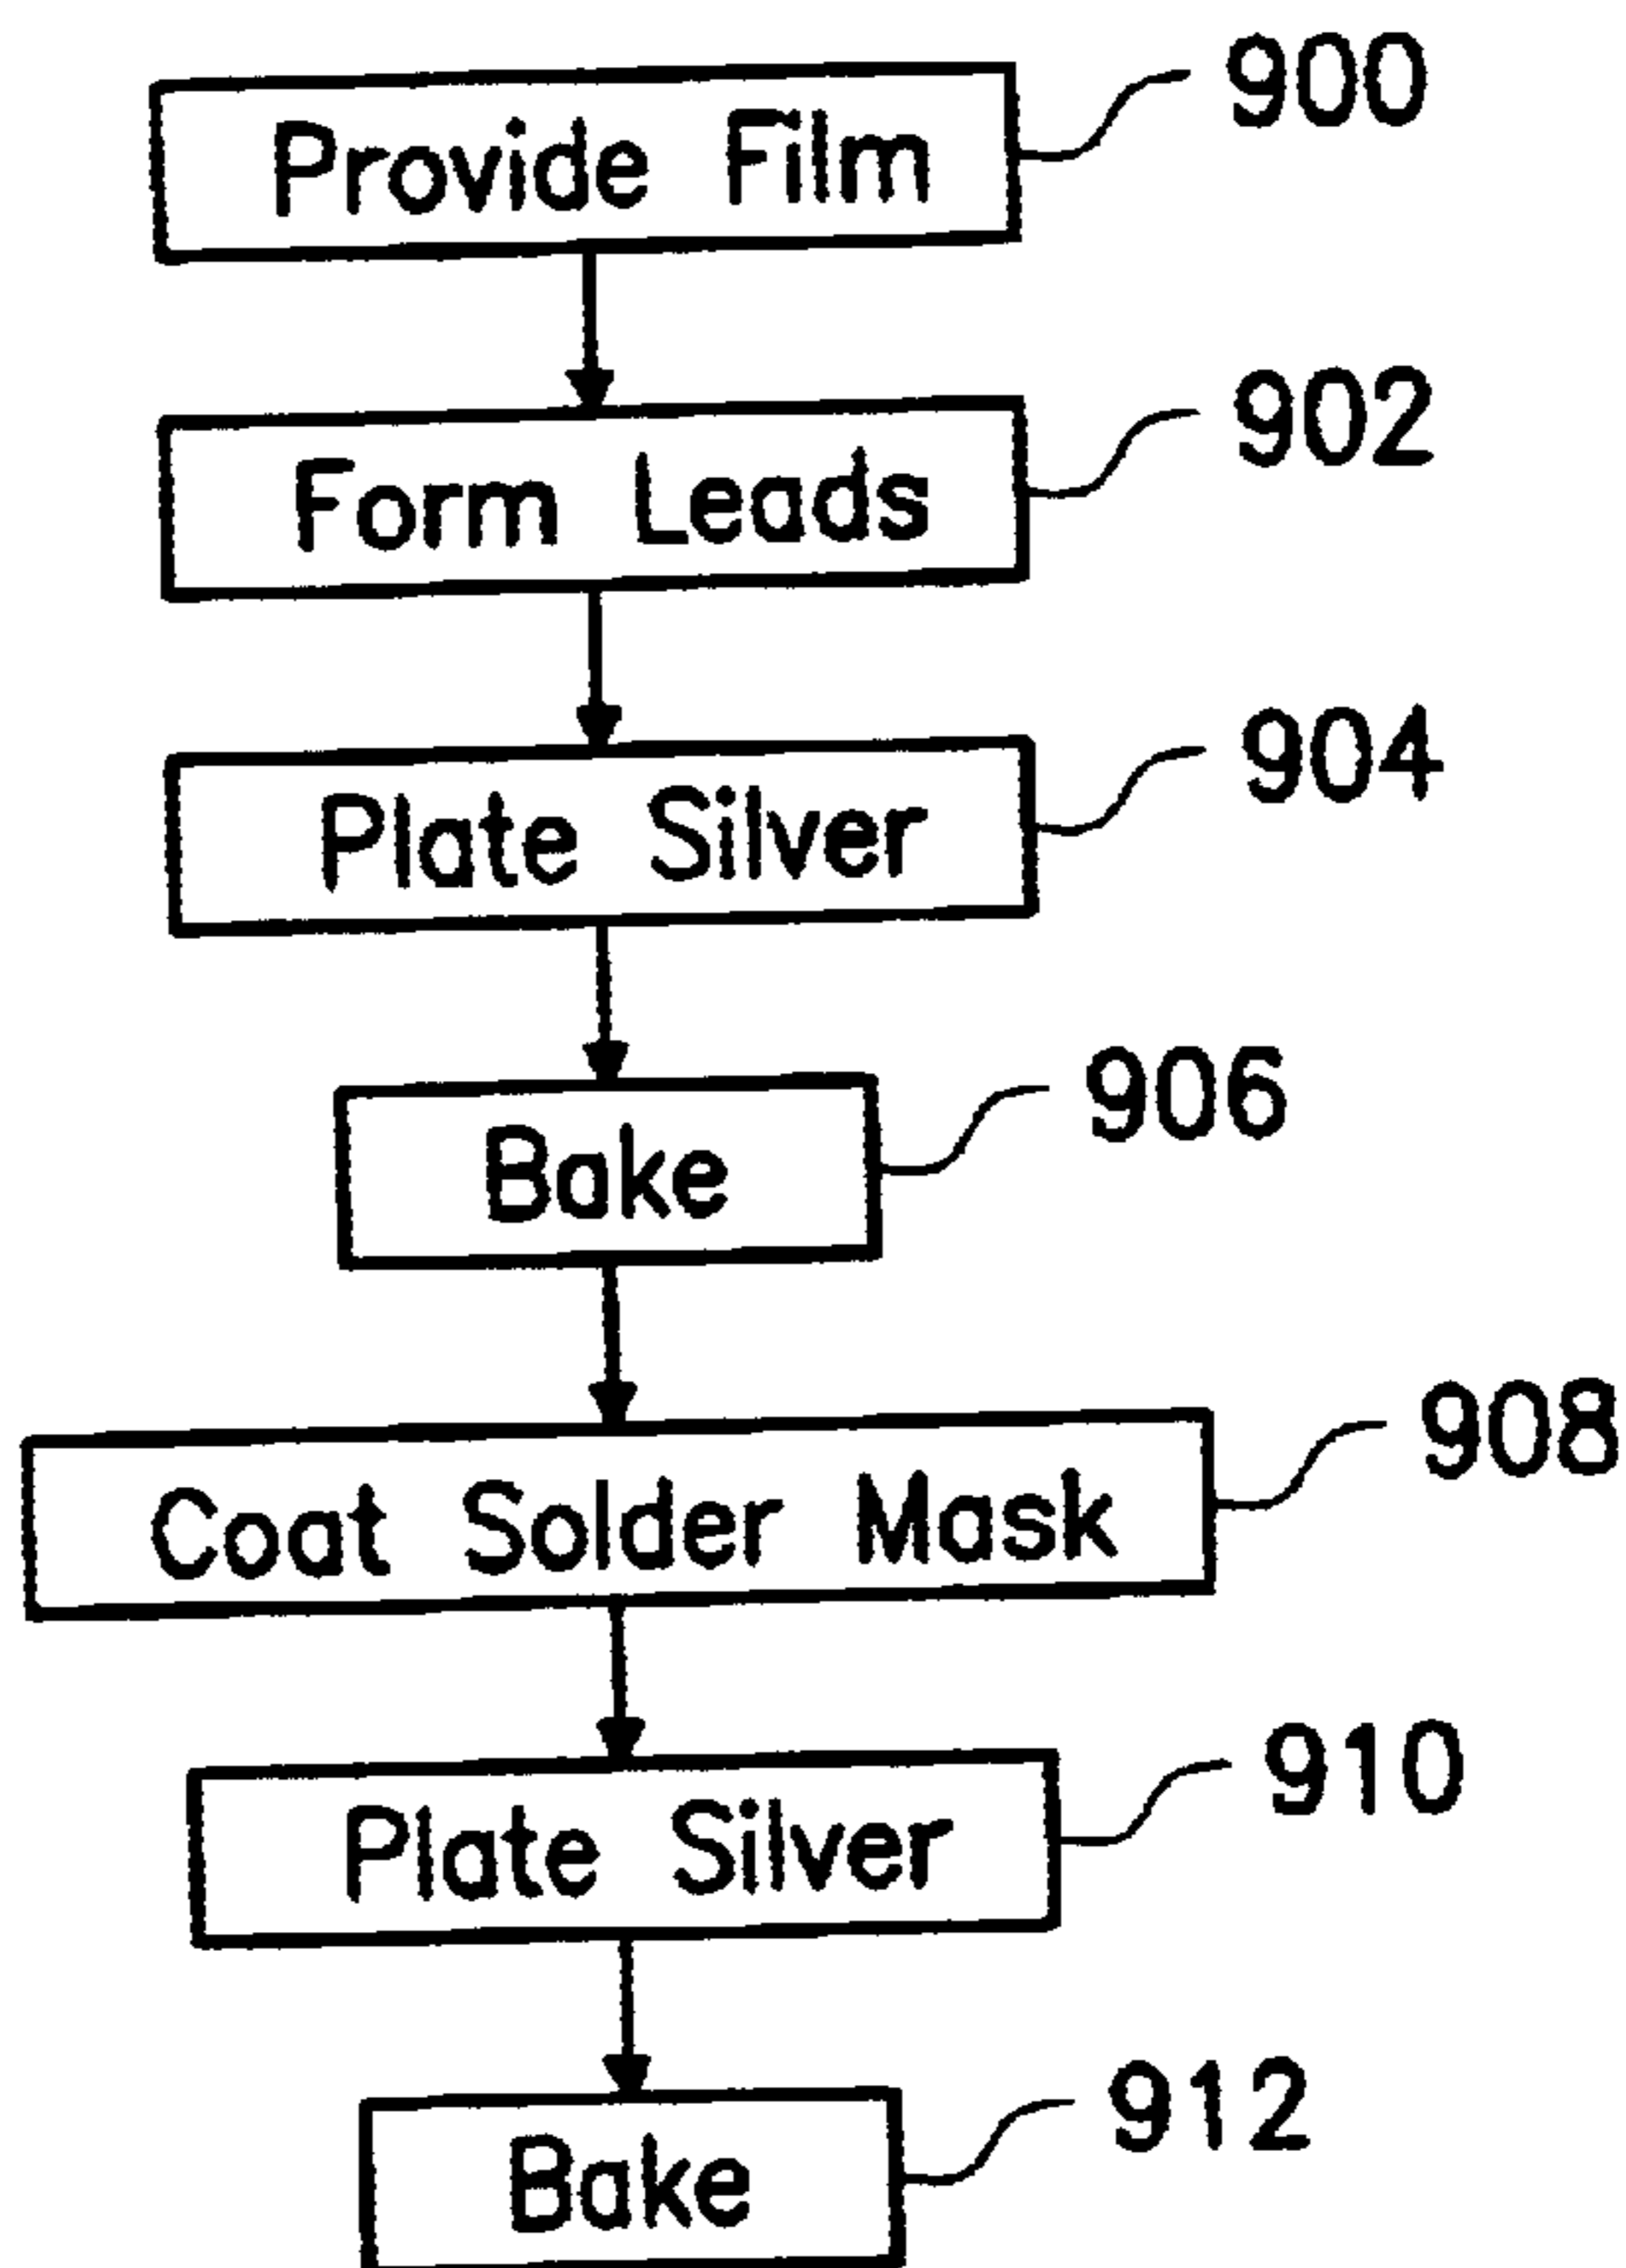 Provide Film 900
Form Leads 902
Plate Silver 904
Bake 906
Coat Solder Mask 908
Plate Silver 910
Bake 912